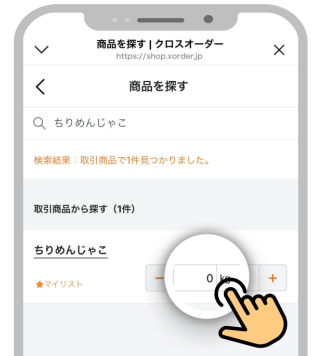 商品を探す | クロスオーダー
https://shop.xorder.jp
商品を探す
ちりめんじゃこ
検索結果：取引商品で1件見つかりました。
取引商品から探す（1件）
ちりめんじゃこ
★マイリスト
− 0 kg +